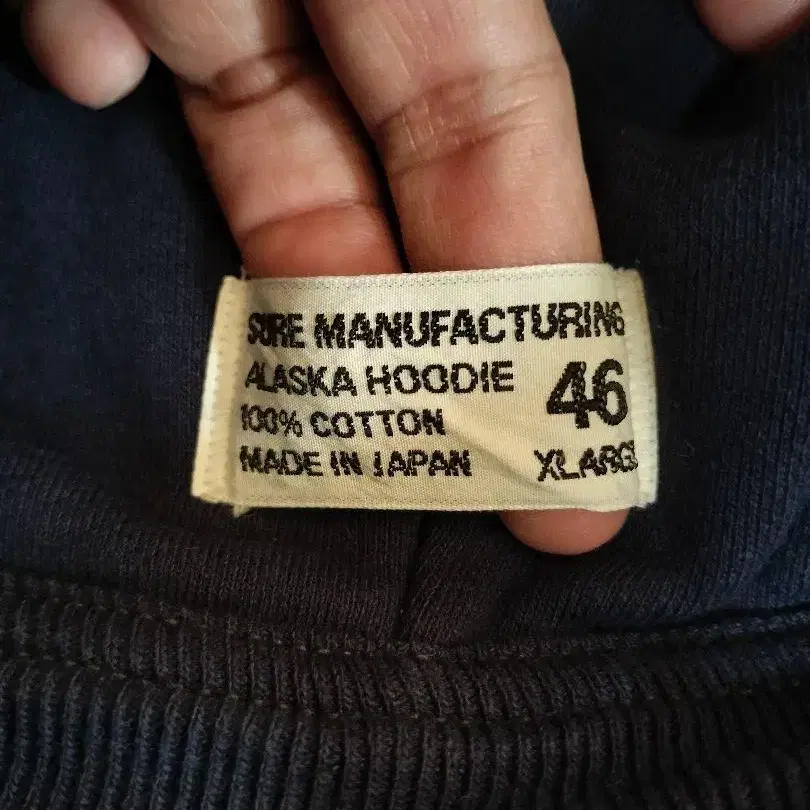 SURE MANUFACTURING
ALASKA HOODIE 46
100% COTTON
MADE IN JAPAN XLARGE